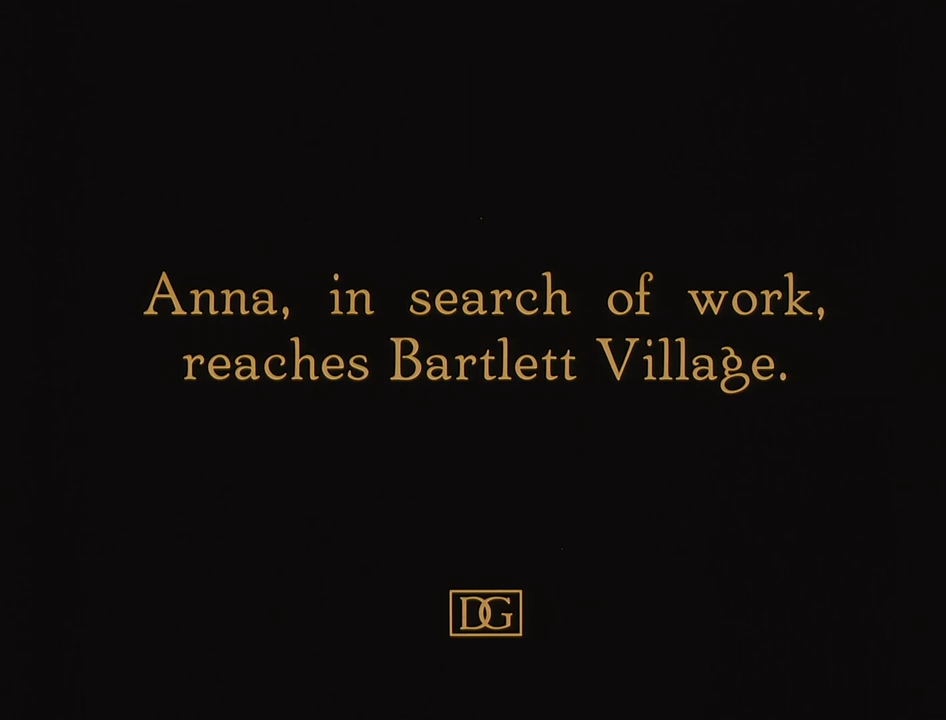 Anna, in search of work,
reaches Bartlett Village.
DG